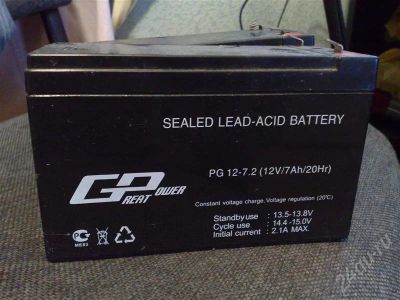 SEALED LEAD-ACID BATTERY
PG 12-7.2 (12V/7Ah/20Hr)
GREAT POWER
Constant voltage charge, Voltage regulation (20°C)
Standby use : 13.5-13.8V
Cycle use : 14.4-15.0V
Initial current : 2.1A MAX.
ME83